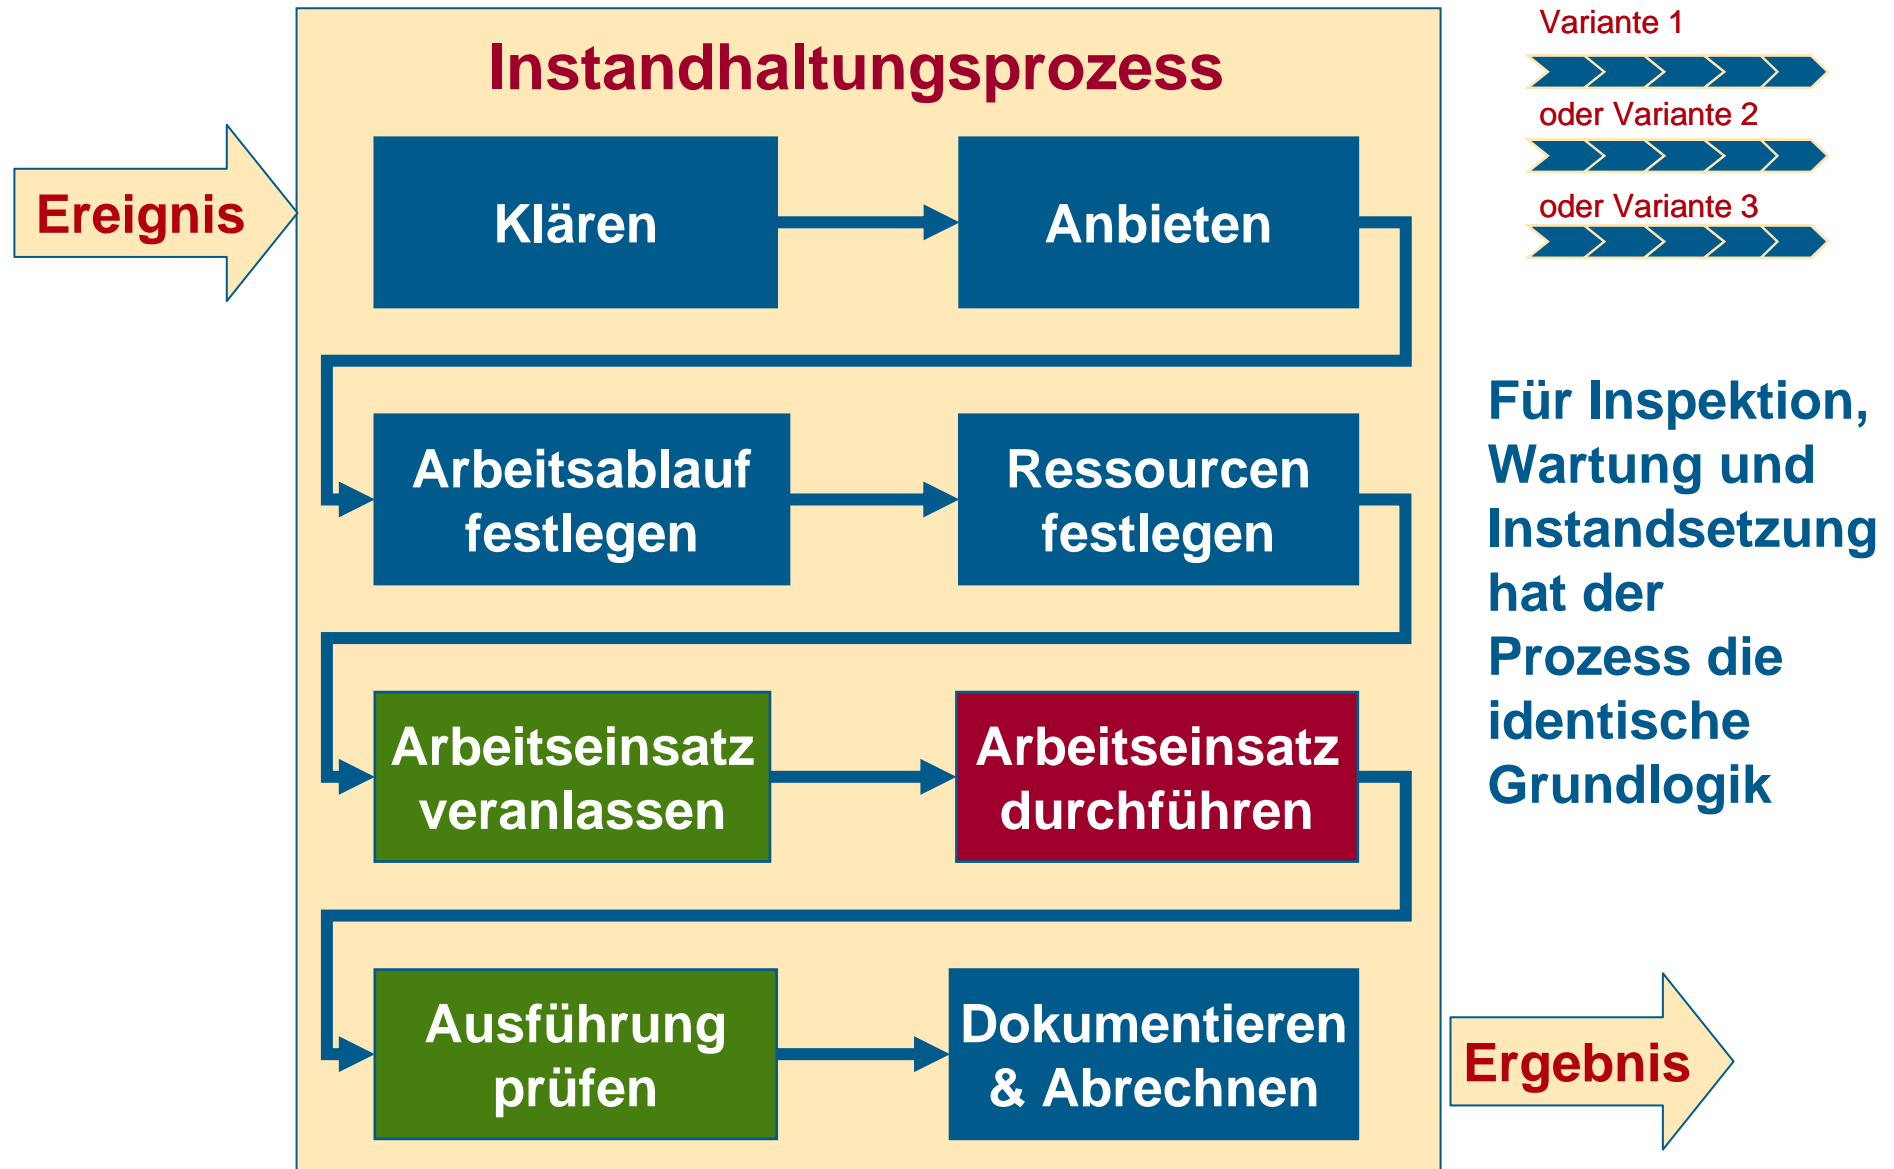 Instandhaltungsprozess
Ereignis
Klären
Anbieten
Arbeitsablauf
festlegen
Ressourcen
festlegen
Arbeitseinsatz
veranlassen
Arbeitseinsatz
durchführen
Ausführung
prüfen
Dokumentieren
& Abrechnen
Ergebnis
Variante 1
oder Variante 2
oder Variante 3
Für Inspektion,
Wartung und
Instandsetzung
hat der
Prozess die
identische
Grundlogik